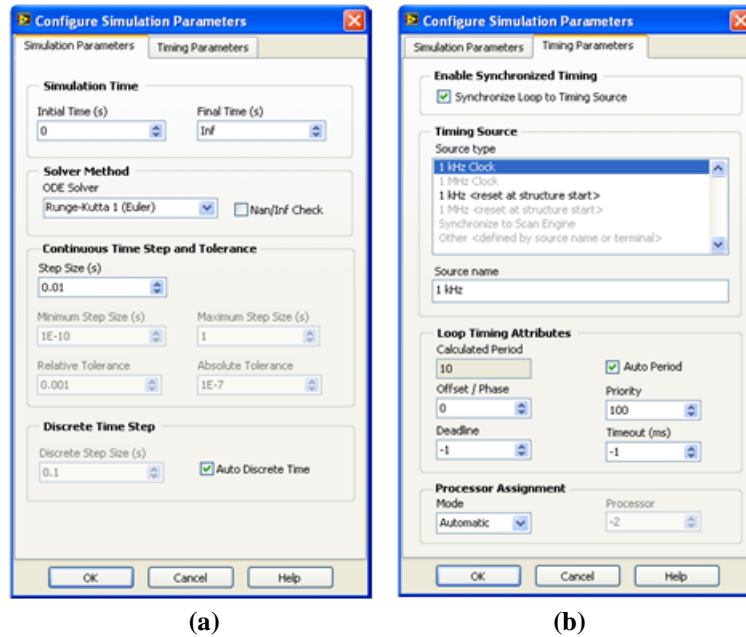 Configure Simulation Parameters
Simulation Parameters Timing Parameters
Simulation Time
Initial Time (s) Final Time (s)
0 Inf
Solver Method
ODE Solver
Runge-Kutta 1 (Euler) Nan/Inf Check
Continuous Time Step and Tolerance
Step Size (s)
0.01
Minimum Step Size (s) Maximum Step Size (s)
1E-10 1
Relative Tolerance Absolute Tolerance
0.001 1E-7
Discrete Time Step
Discrete Step Size (s)
0.1 Auto Discrete Time
OK Cancel Help
(a)
Configure Simulation Parameters
Simulation Parameters Timing Parameters
Enable Synchronized Timing
Synchronize Loop to Timing Source
Timing Source
Source type
1 kHz Clock
1 MHz Clock
1 kHz <reset at structure start>
1 MHz <reset at structure start>
Synchronize to Scan Engine
Other <defined by source name or terminal>
Source name
1 kHz
Loop Timing Attributes
Calculated Period
10 Auto Period
Offset / Phase Priority
0 100
Deadline Timeout (ms)
-1 -1
Processor Assignment
Mode Processor
Automatic -2
OK Cancel Help
(b)